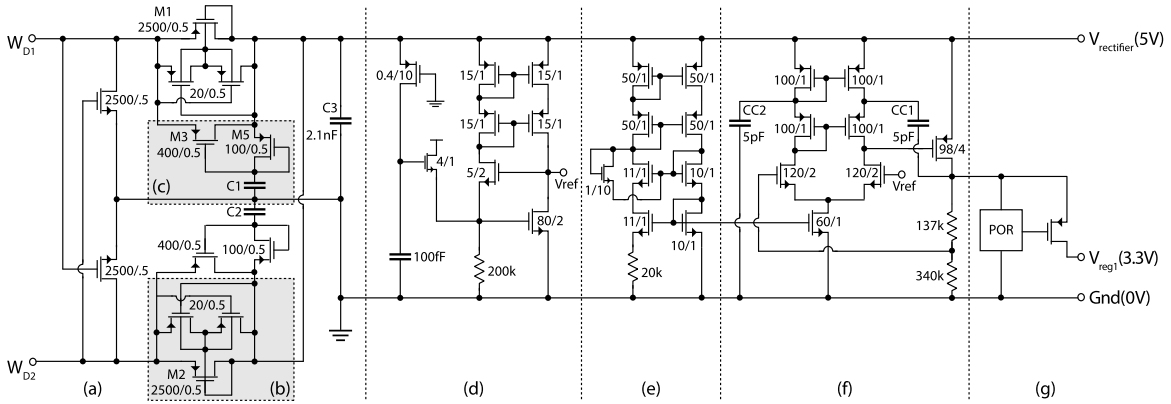 M1
2500/0.5
W_D1
V_rectifier(5V)
0.4/10
15/1
15/1
50/1
50/1
100/1
100/1
20/0.5
2500/.5
C3
CC2
CC1
M3
M5
15/1
15/1
50/1
50/1
100/1
100/1
2.1nF
5pF
5pF
400/0.5
100/0.5
4/1
98/4
(c)
C1
5/2
11/1
10/1
120/2
120/2
1/10
Vref
Vref
C2
80/2
11/1
60/1
137k
POR
400/0.5
100/0.5
10/1
2500/.5
100fF
200k
20k
340k
V_reg1(3.3V)
20/0.5
Gnd(0V)
W_D2
M2
2500/0.5
(a)
(b)
(d)
(e)
(f)
(g)